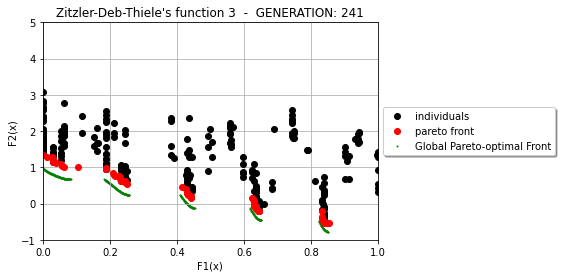 Zitzler-Deb-Thiele's function 3 - GENERATION: 241
5
4
3
2
1
0
−1
F2(x)
0.0 0.2 0.4 0.6 0.8 1.0
F1(x)
individuals
pareto front
Global Pareto-optimal Front